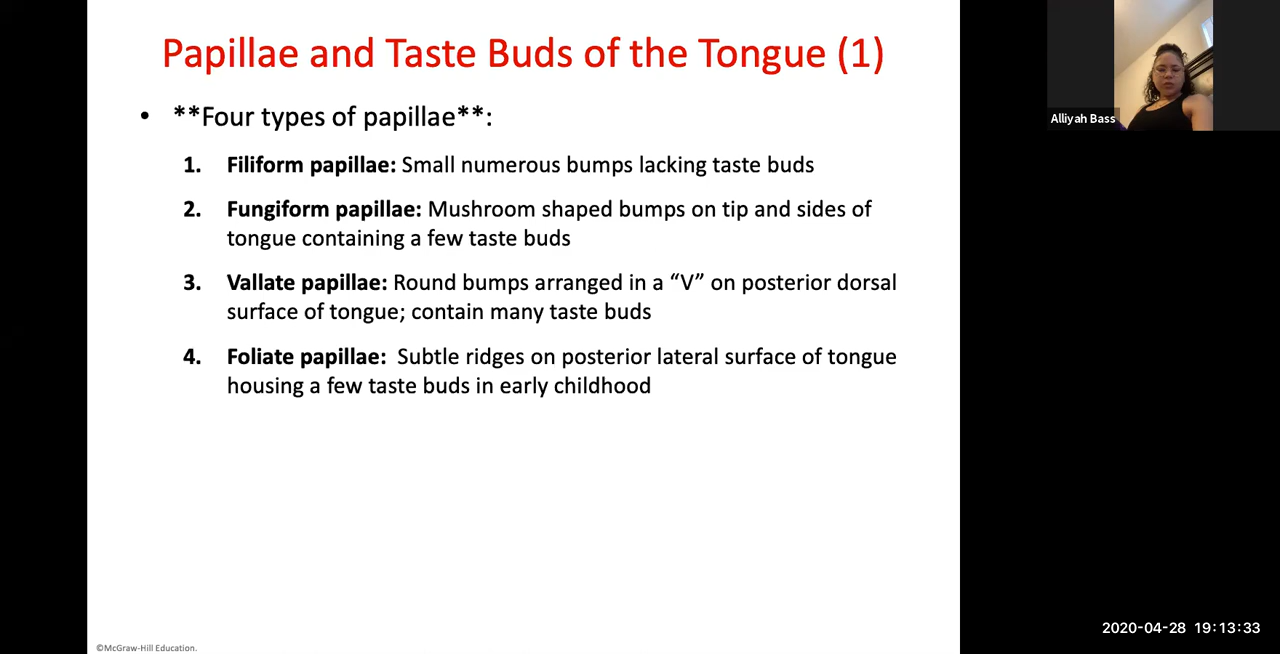 Papillae and Taste Buds of the Tongue (1)
• **Four types of papillae**:
1. Filiform papillae: Small numerous bumps lacking taste buds
2. Fungiform papillae: Mushroom shaped bumps on tip and sides of
tongue containing a few taste buds
3. Vallate papillae: Round bumps arranged in a “V” on posterior dorsal
surface of tongue; contain many taste buds
4. Foliate papillae:  Subtle ridges on posterior lateral surface of tongue
housing a few taste buds in early childhood
©McGraw-Hill Education.
Alliyah Bass
2020-04-28 19:13:33